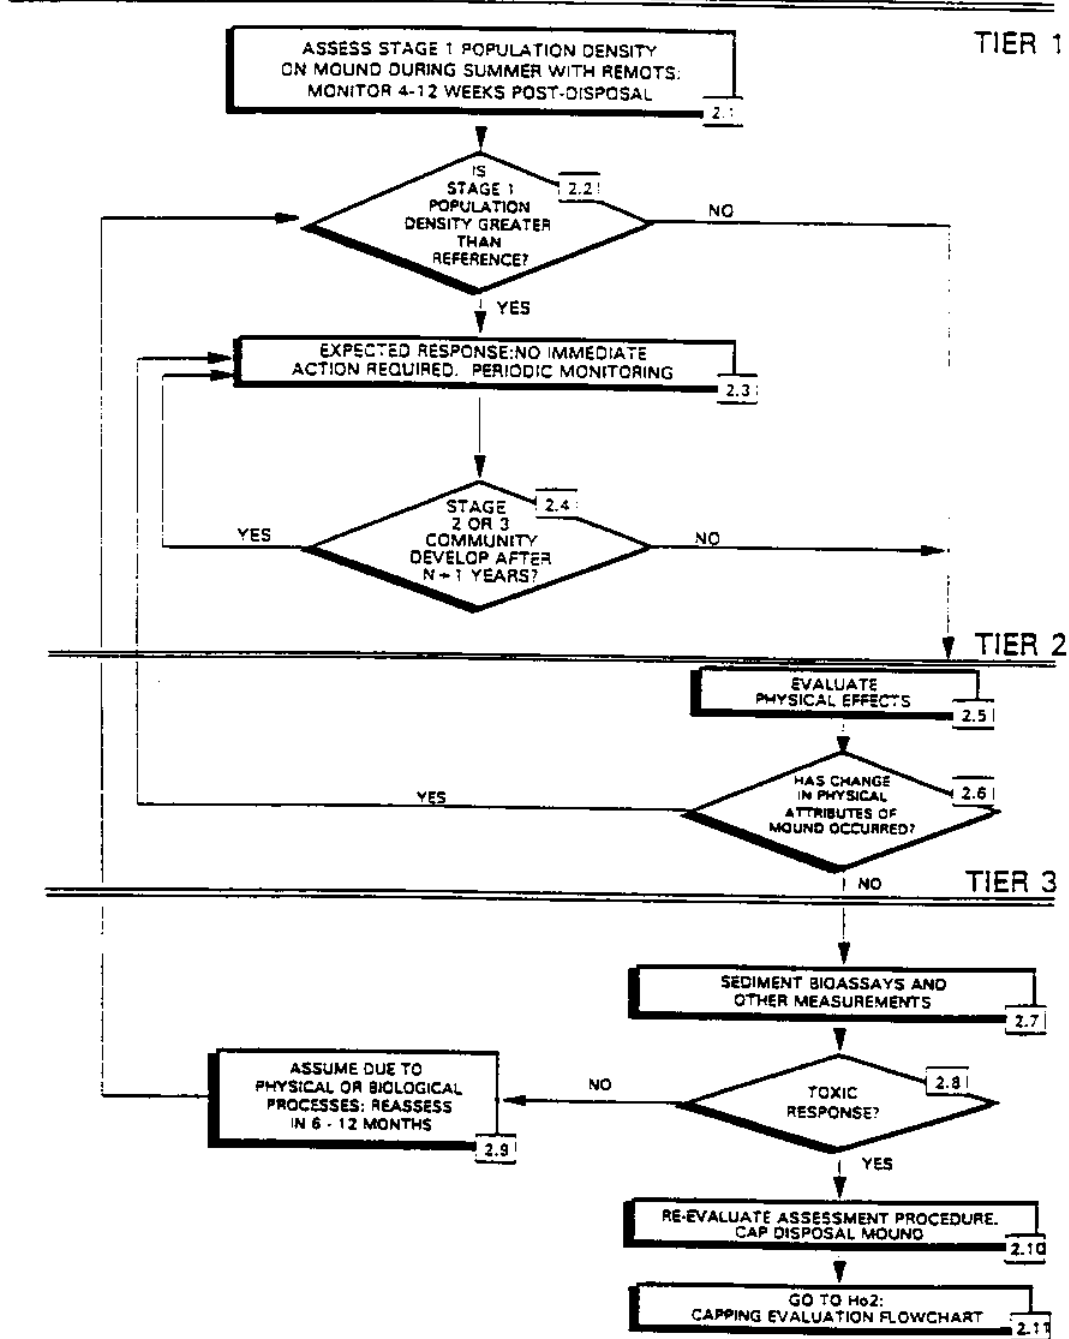 TIER 1
ASSESS STAGE 1 POPULATION DENSITY
ON MOUND DURING SUMMER WITH REMOTS:
MONITOR 4-12 WEEKS POST-DISPOSAL
2.1
IS
STAGE 1
POPULATION
DENSITY GREATER
THAN
REFERENCE?
2.2
NO
YES
EXPECTED RESPONSE:NO IMMEDIATE
ACTION REQUIRED. PERIODIC MONITORING
2.3
STAGE
2 OR 3
COMMUNITY
DEVELOP AFTER
N + 1 YEARS?
2.4
YES
NO
TIER 2
EVALUATE
PHYSICAL EFFECTS
2.5
HAS CHANGE
IN PHYSICAL
ATTRIBUTES OF
MOUND OCCURRED?
2.6
YES
NO
TIER 3
SEDIMENT BIOASSAYS AND
OTHER MEASUREMENTS
2.7
TOXIC
RESPONSE?
2.8
NO
ASSUME DUE TO
PHYSICAL OR BIOLOGICAL
PROCESSES: REASSESS
IN 6 - 12 MONTHS
2.9
YES
RE-EVALUATE ASSESSMENT PROCEDURE.
CAP DISPOSAL MOUND
2.10
GO TO Ho2:
CAPPING EVALUATION FLOWCHART
2.11